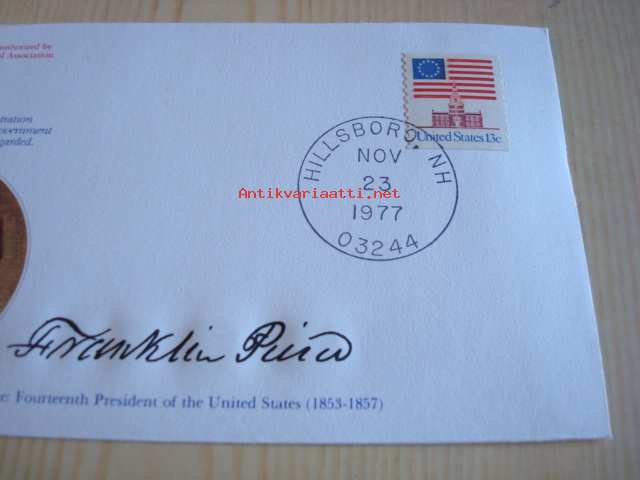 uthorized by
l Association
stration
overnment
garded.
United States 13c
HILLSBORO NH
NOV
23
1977
03244
Antikvariaatti.net
Franklin Pierce
e: Fourteenth President of the United States (1853-1857)